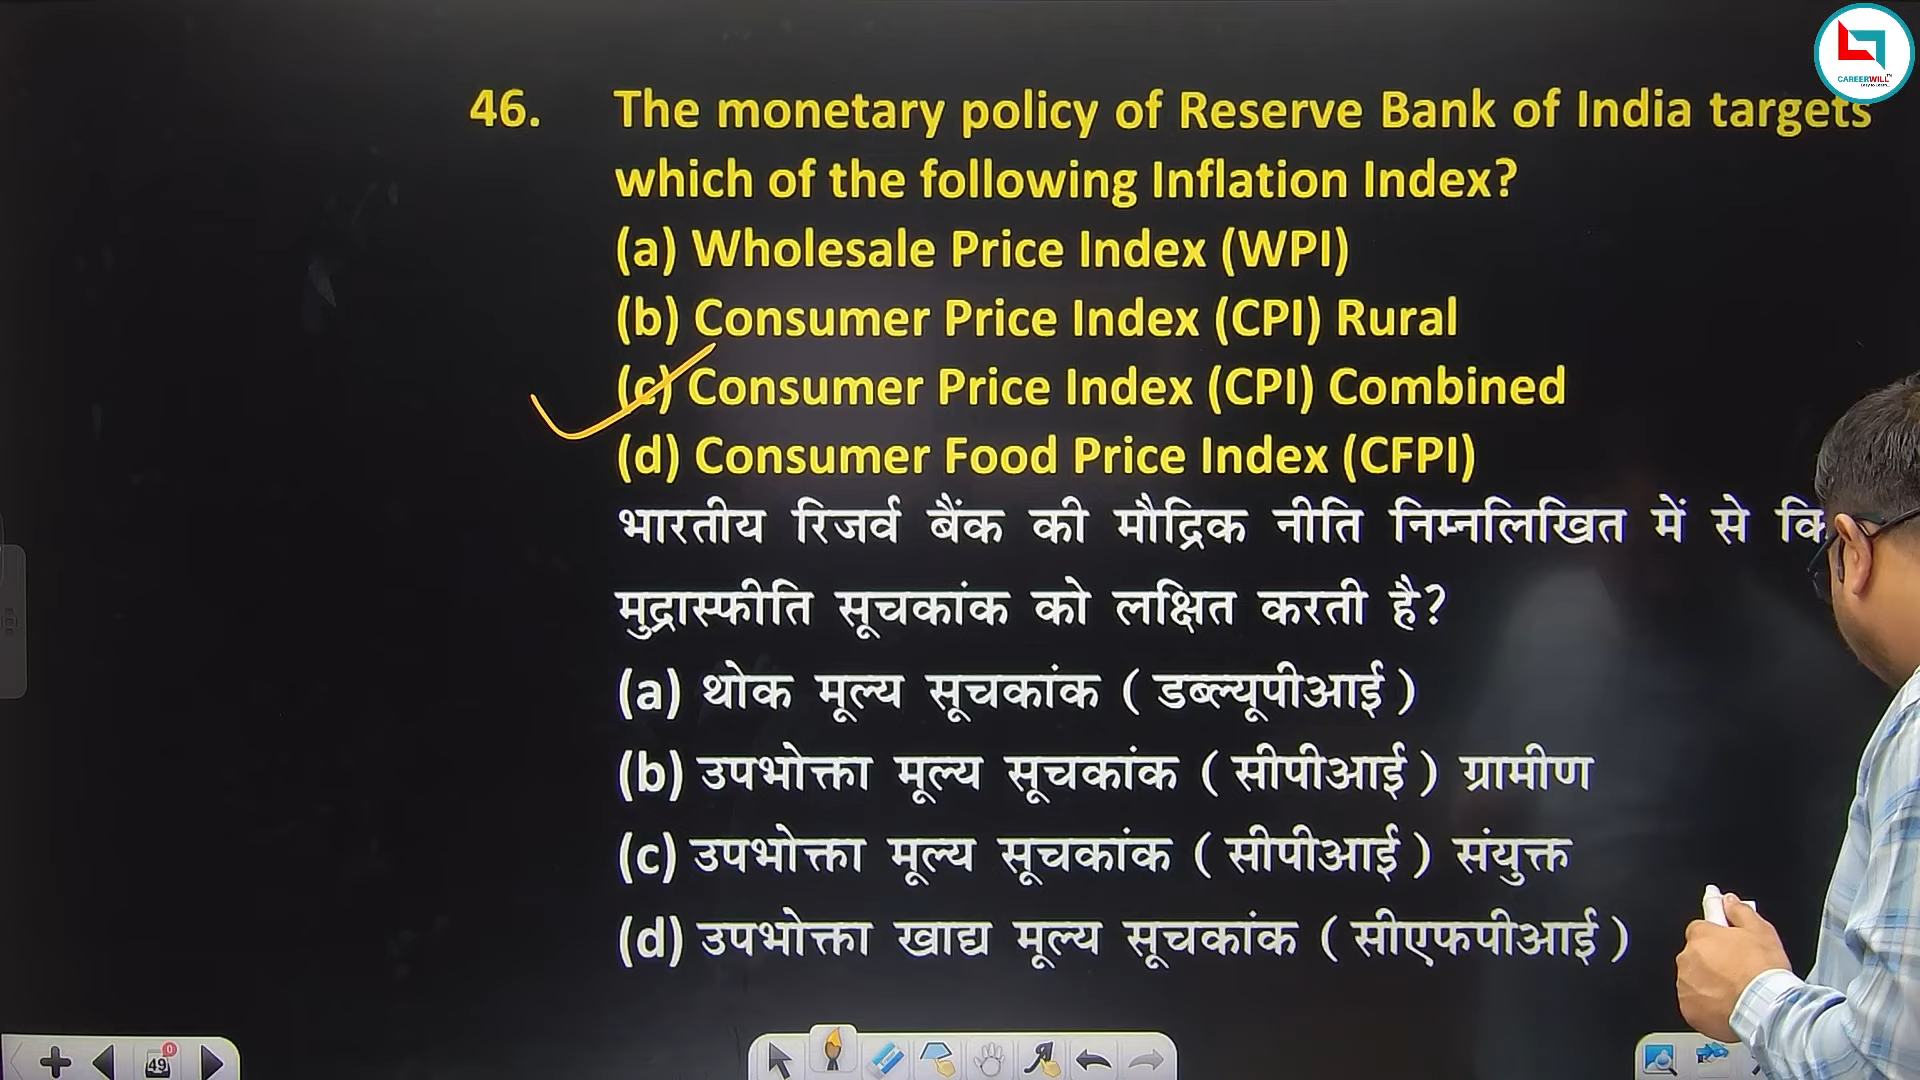 CAREERWILL
46. The monetary policy of Reserve Bank of India targets
which of the following Inflation Index?
(a) Wholesale Price Index (WPI)
(b) Consumer Price Index (CPI) Rural
(c) Consumer Price Index (CPI) Combined
(d) Consumer Food Price Index (CFPI)
भारतीय रिजर्व बैंक की मौद्रिक नीति निम्नलिखित में से
मुद्रास्फीति सूचकांक को लक्षित करती है?
(a) थोक मूल्य सूचकांक ( डब्ल्यूपीआई )
(b) उपभोक्ता मूल्य सूचकांक ( सीपीआई ) ग्रामीण
(c) उपभोक्ता मूल्य सूचकांक ( सीपीआई ) संयुक्त
(d) उपभोक्ता खाद्य मूल्य सूचकांक ( सीएफपीआई )
49
0